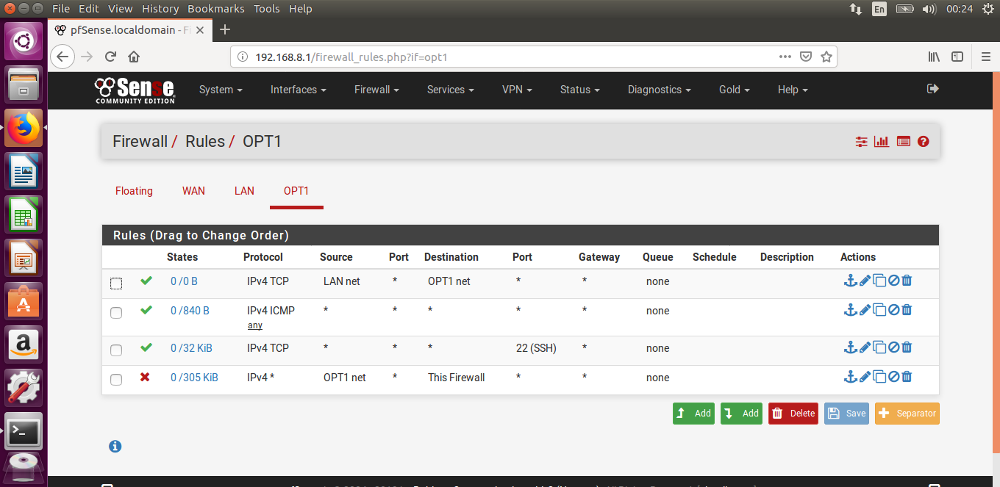 File Edit View History Bookmarks Tools Help En 00:24
pfSense.localdomain - Fi
192.168.8.1/firewall_rules.php?if=opt1
Sense COMMUNITY EDITION System Interfaces Firewall Services VPN Status Diagnostics Gold Help
Firewall / Rules / OPT1
Floating WAN LAN OPT1
Rules (Drag to Change Order)
States Protocol Source Port Destination Port Gateway Queue Schedule Description Actions
0 /0 B IPv4 TCP LAN net * OPT1 net * * none
0 /840 B IPv4 ICMP * * * * * none
any
0 /32 KiB IPv4 TCP * * * 22 (SSH) * none
0 /305 KiB IPv4 * OPT1 net * This Firewall * * none
Add Add Delete Save Separator